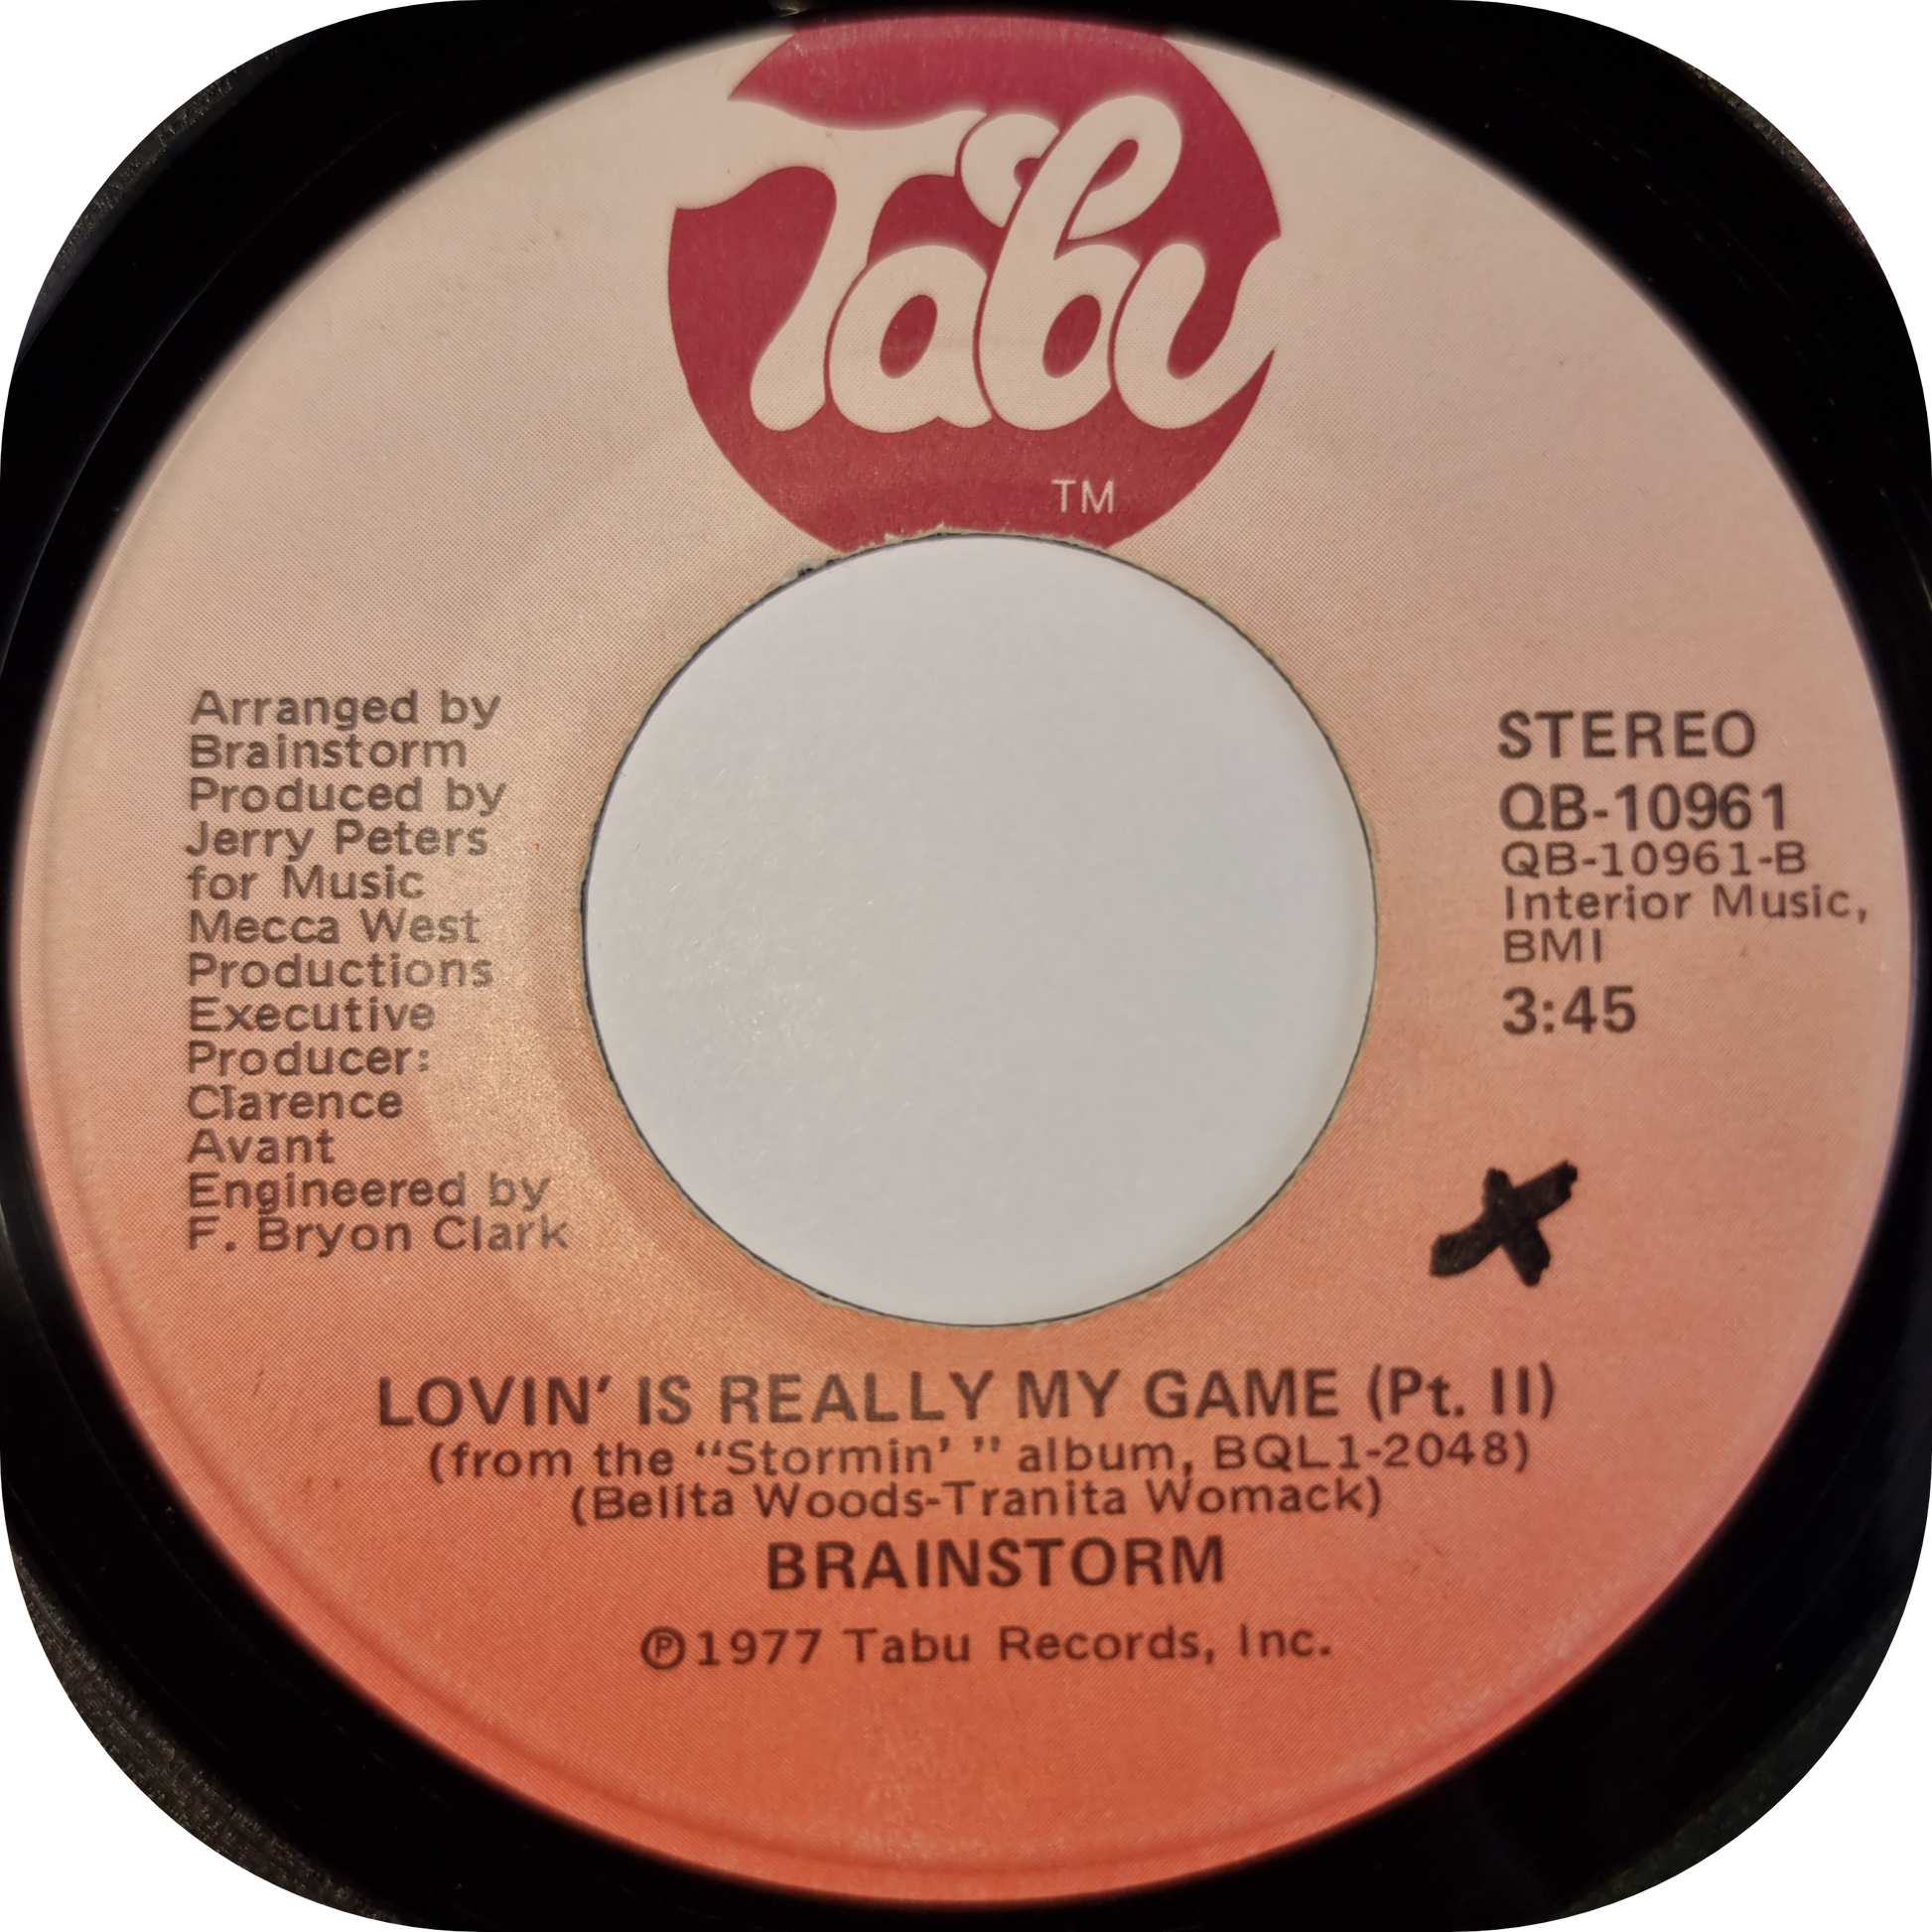 Tabu
TM
Arranged by
Brainstorm
Produced by
Jerry Peters
for Music
Mecca West
Productions
Executive
Producer:
Clarence
Avant
Engineered by
F. Bryon Clark
STEREO
QB-10961
QB-10961-B
Interior Music,
BMI
3:45
LOVIN' IS REALLY MY GAME (Pt. II)
(from the “Stormin' ” album, BQL1-2048)
(Belita Woods-Tranita Womack)
BRAINSTORM
℗1977 Tabu Records, Inc.